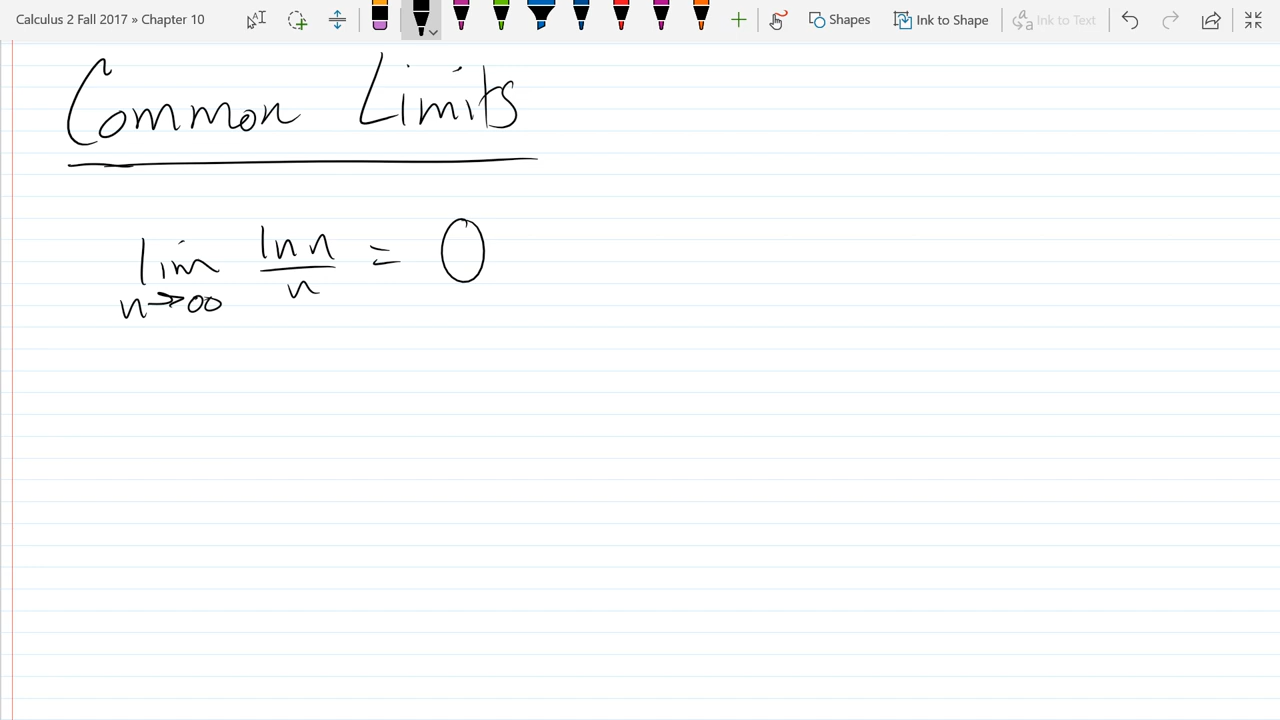 Calculus 2 Fall 2017 » Chapter 10
Shapes
Ink to Shape
Ink to Text
Common Limits
lim n→∞ ln n / n = 0